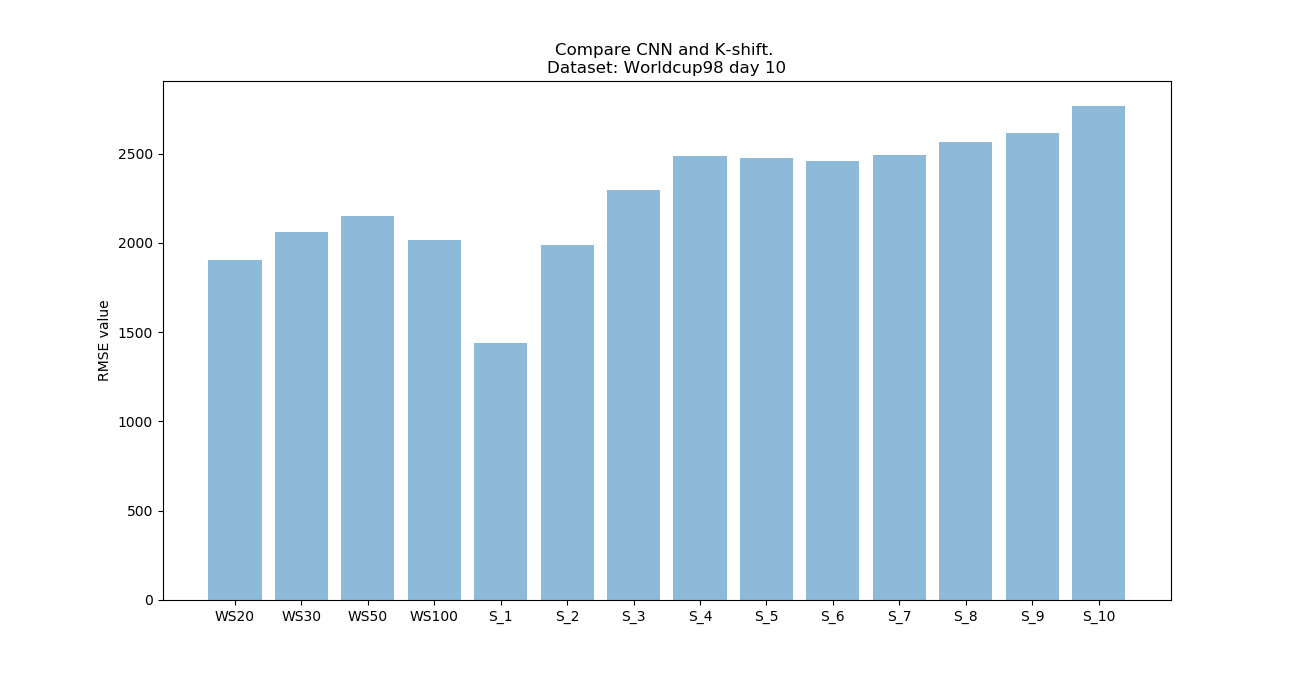 Compare CNN and K-shift.
Dataset: Worldcup98 day 10
RMSE value
2500
2000
1500
1000
500
0
WS20 WS30 WS50 WS100 S_1 S_2 S_3 S_4 S_5 S_6 S_7 S_8 S_9 S_10